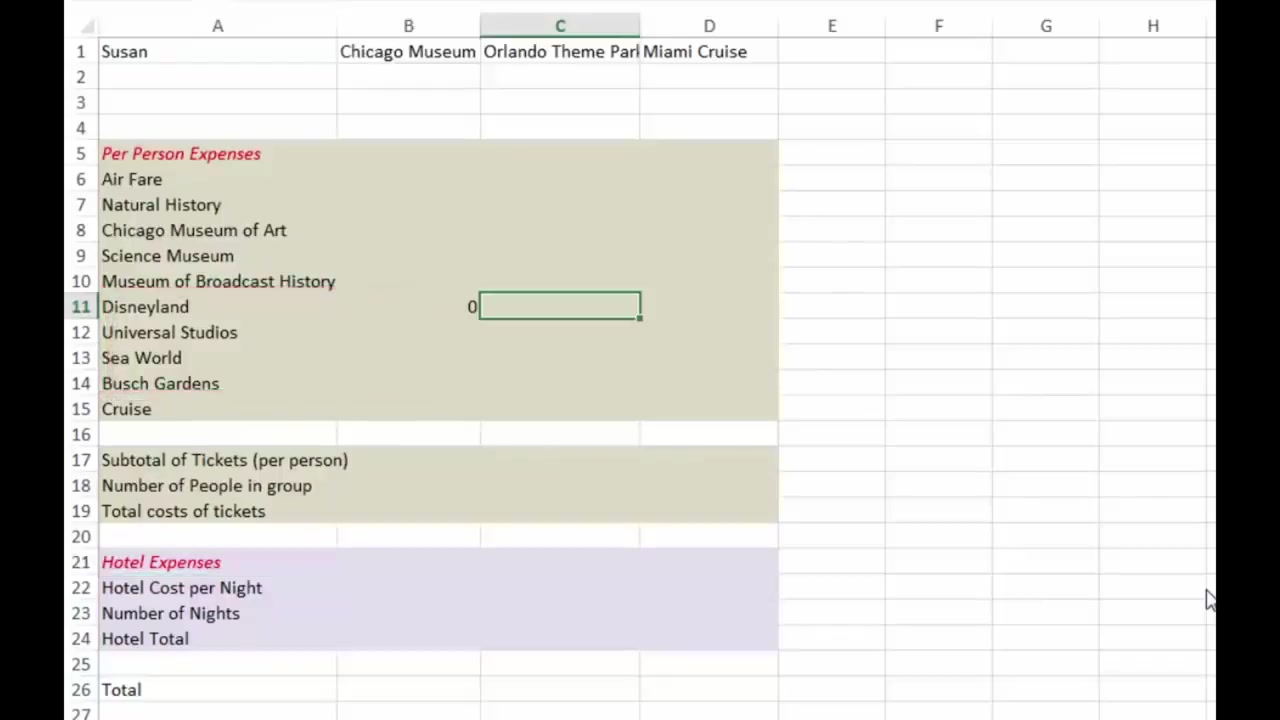 A B C D E F G H
1 Susan Chicago Museum Orlando Theme Park Miami Cruise
2
3
4
5 Per Person Expenses
6 Air Fare
7 Natural History
8 Chicago Museum of Art
9 Science Museum
10 Museum of Broadcast History
11 Disneyland 0
12 Universal Studios
13 Sea World
14 Busch Gardens
15 Cruise
16
17 Subtotal of Tickets (per person)
18 Number of People in group
19 Total costs of tickets
20
21 Hotel Expenses
22 Hotel Cost per Night
23 Number of Nights
24 Hotel Total
25
26 Total
27